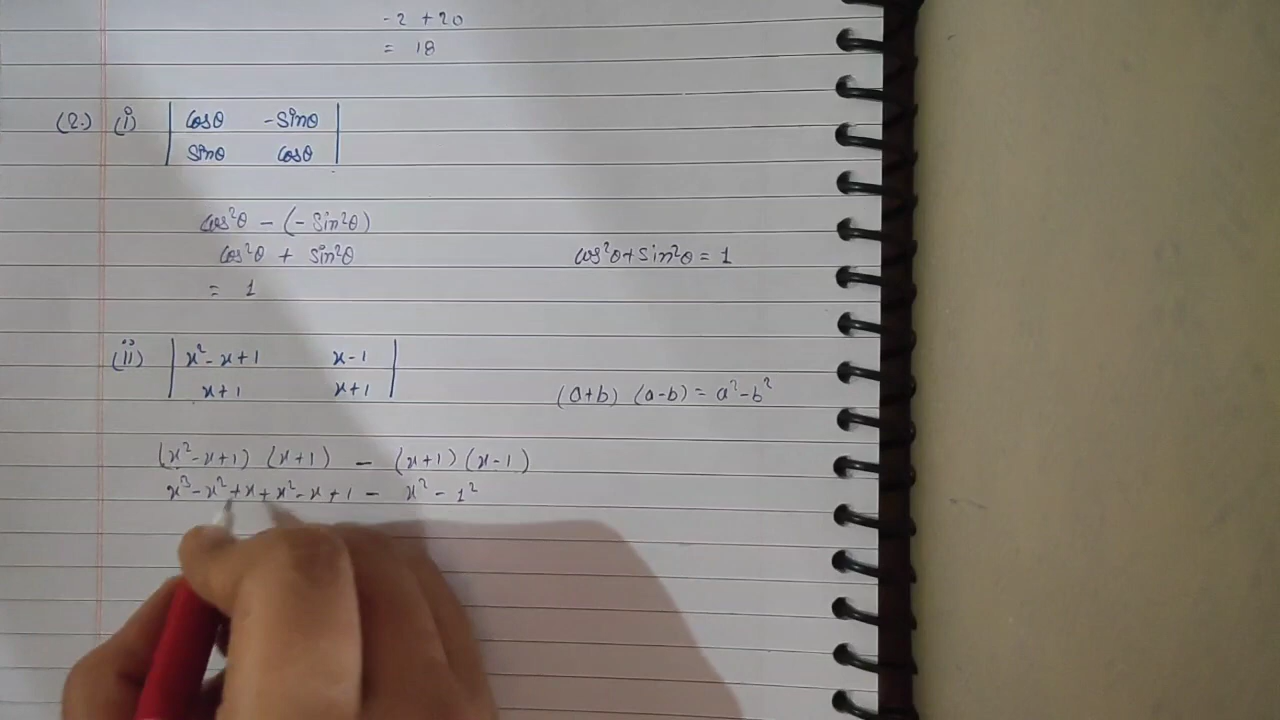 -2 + 20
= 18
(2.) (i) | cosθ -sinθ |
| sinθ cosθ |
cos²θ - (-sin²θ)
cos²θ + sin²θ cos²θ+sin²θ = 1
= 1
(ii) | x²-x+1 x-1 |
| x+1 x+1 | (a+b) (a-b) = a²-b²
(x²-x+1) (x+1) - (x+1) (x-1)
x³-x²+x+x²-x+1 - x²-1²